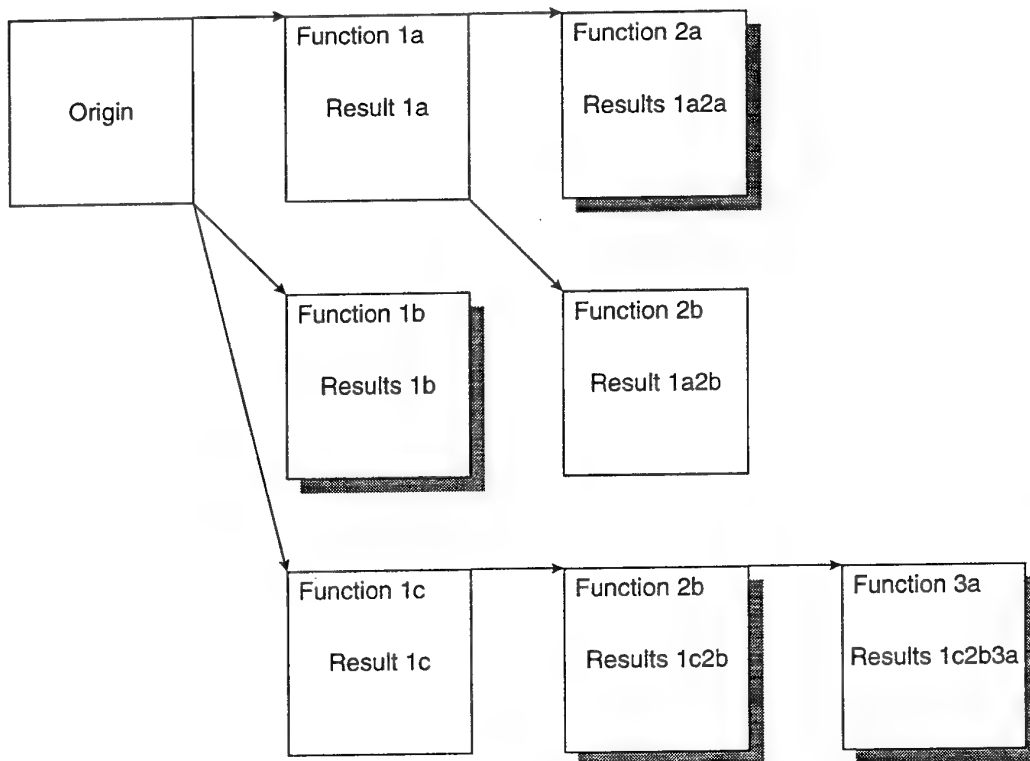 Origin
Function 1a
Result 1a
Function 2a
Results 1a2a
Function 1b
Results 1b
Function 2b
Result 1a2b
Function 1c
Result 1c
Function 2b
Results 1c2b
Function 3a
Results 1c2b3a